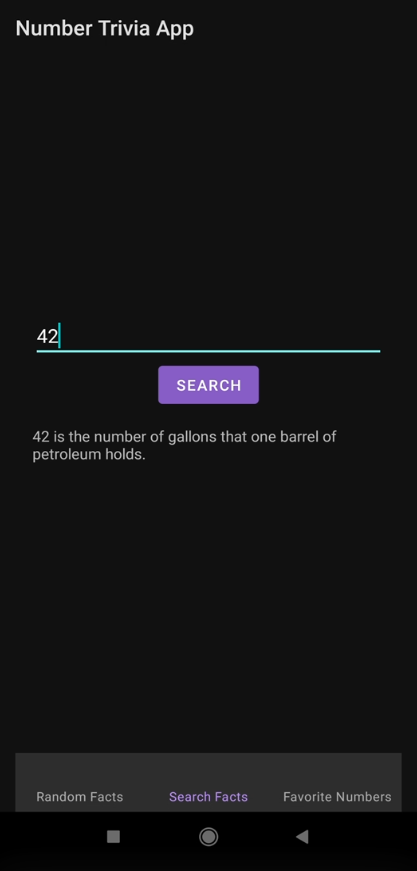 Number Trivia App
42
SEARCH
42 is the number of gallons that one barrel of
petroleum holds.
Random Facts
Search Facts
Favorite Numbers